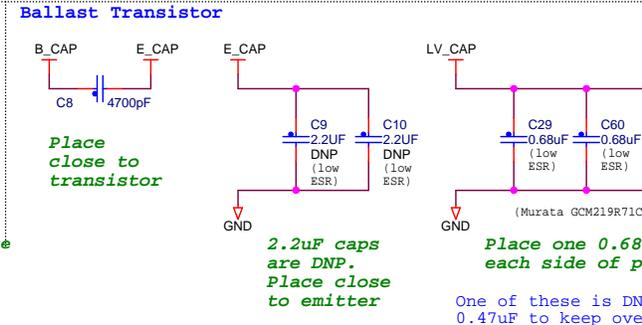 Ballast Transistor
B_CAP
E_CAP
C8
4700pF
Place
close to
transistor
E_CAP
C9
2.2UF
DNP
(low
ESR)
C10
2.2UF
DNP
(low
ESR)
GND
2.2uF caps
are DNP.
Place close
to emitter
LV_CAP
C29
0.68uF
(low
ESR)
C60
0.68uF
(low
ESR)
(Murata GCM219R71C
GND
Place one 0.68
each side of p
One of these is DN
0.47uF to keep ove
e